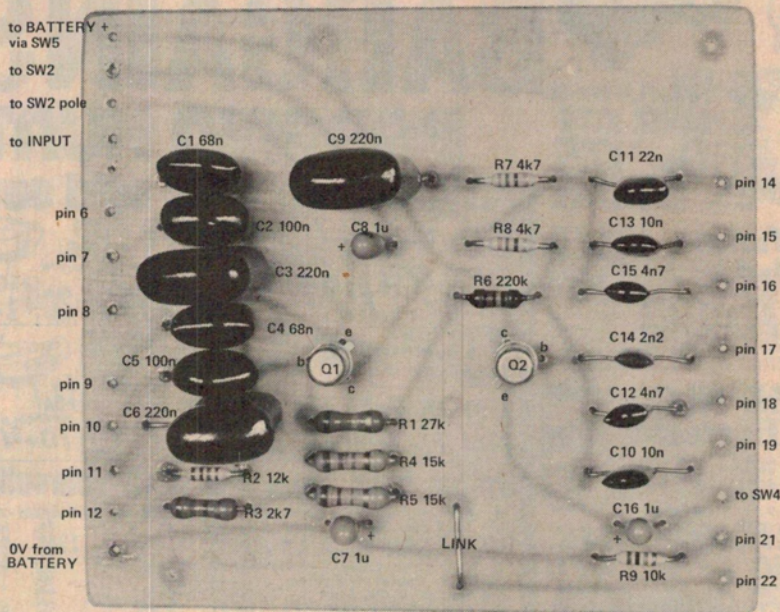 to BATTERY +
via SW5
to SW2
to SW2 pole
to INPUT
pin 6
pin 7
pin 8
pin 9
pin 10
pin 11
pin 12
0V from
BATTERY
C1 68n
C2 100n
C3 220n
C4 68n
C5 100n
C6 220n
R2 12k
R3 2k7
C9 220n
C8 1u
+
e
b
Q1
c
R1 27k
R4 15k
R5 15k
+
C7 1u
R7 4k7
R8 4k7
R6 220k
c
b
Q2
e
LINK
C11 22n
C13 10n
C15 4n7
C14 2n2
C12 4n7
C10 10n
C16 1u
+
R9 10k
pin 14
pin 15
pin 16
pin 17
pin 18
pin 19
to SW4
pin 21
pin 22